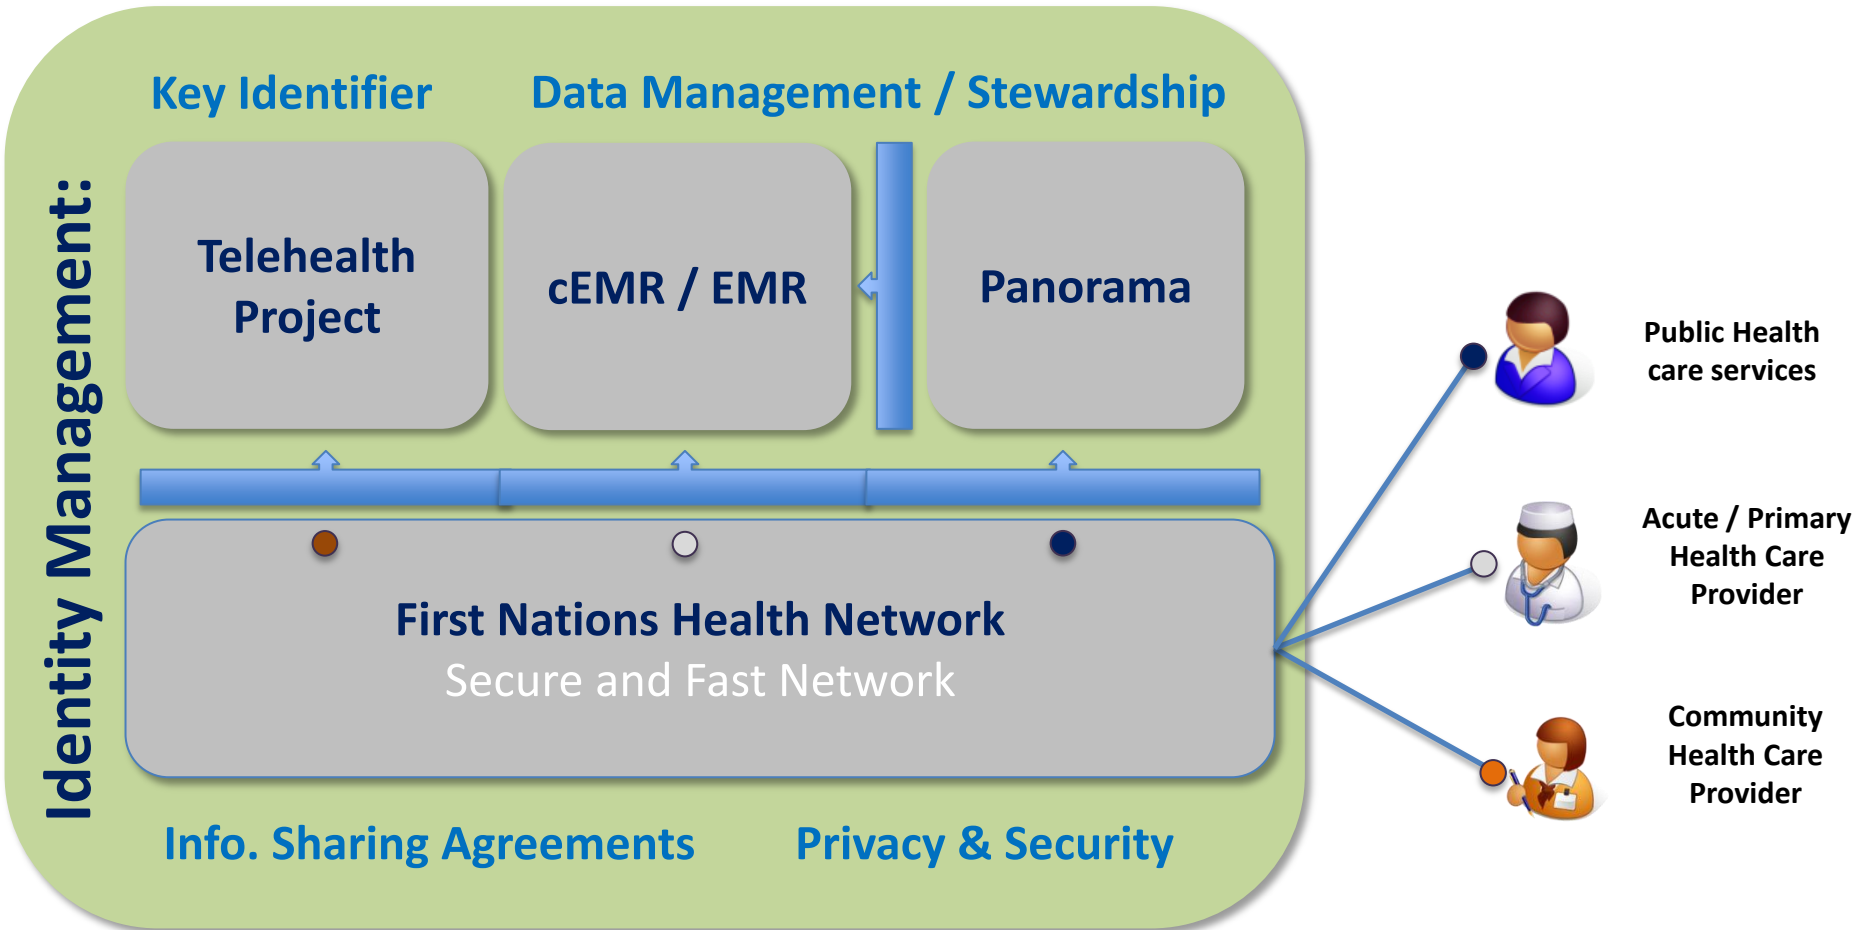 Key Identifier
Data Management / Stewardship
Identity Management:
Telehealth
Project
cEMR / EMR
Panorama
First Nations Health Network
Secure and Fast Network
Info. Sharing Agreements
Privacy & Security
Public Health
care services
Acute / Primary
Health Care
Provider
Community
Health Care
Provider